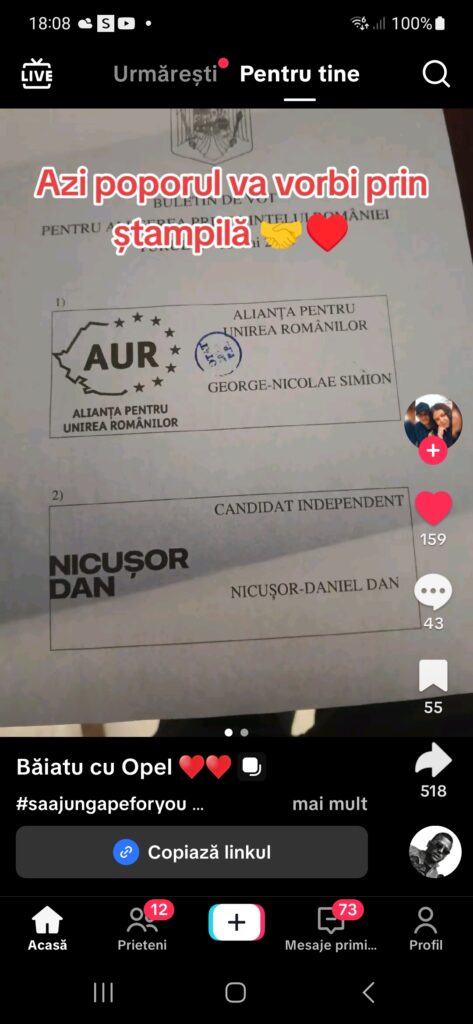 18:08
S
100%
LIVE
Urmărești
Pentru tine
Azi poporul va vorbi prin
ștampilă 🤝❤️
BULETIN DE VOT
PENTRU ALEGEREA PREȘEDINTELUI ROMÂNIEI
1)
AUR
ALIANȚA PENTRU
UNIREA ROMÂNILOR
ALIANȚA PENTRU
UNIREA ROMÂNILOR
GEORGE-NICOLAE SIMION
2)
NICUȘOR
DAN
CANDIDAT INDEPENDENT
NICUȘOR-DANIEL DAN
159
43
55
518
Băiatu cu Opel ❤️❤️
#saajungapeforyou ...
mai mult
Copiază linkul
12
73
Acasă
Prieteni
Mesaje primi...
Profil